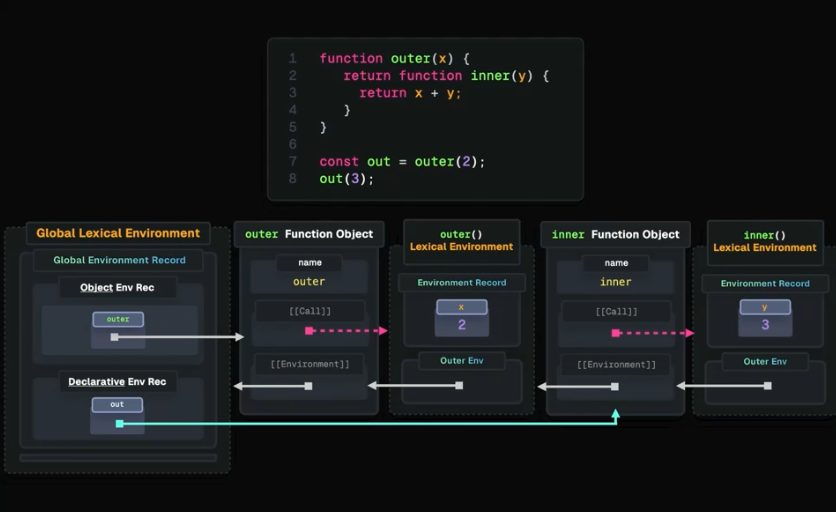 1 function outer(x) {
2 return function inner(y) {
3 return x + y;
4 }
5 }
6
7 const out = outer(2);
8 out(3);
Global Lexical Environment
Global Environment Record
Object Env Rec
outer
Declarative Env Rec
out
outer Function Object
name
outer
[[Call]]
[[Environment]]
outer()
Lexical Environment
Environment Record
x
2
Outer Env
inner Function Object
name
inner
[[Call]]
[[Environment]]
inner()
Lexical Environment
Environment Record
y
3
Outer Env